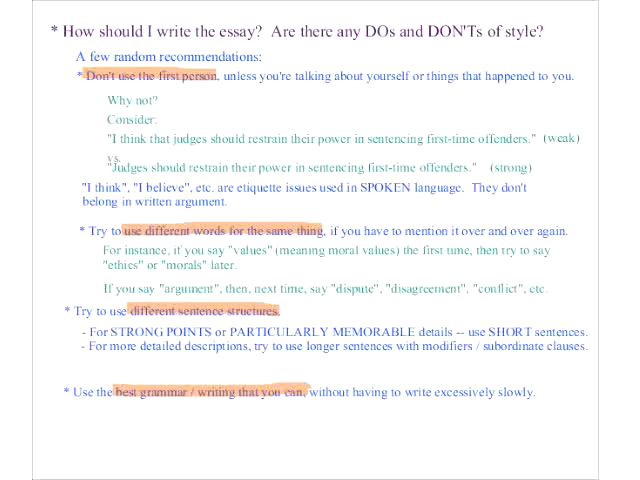 * How should I write the essay?  Are there any DOs and DON'Ts of style?
A few random recommendations:
* Don't use the first person, unless you're talking about yourself or things that happened to you.
Why not?
Consider:
"I think that judges should restrain their power in sentencing first-time offenders."  (weak)
vs.
"Judges should restrain their power in sentencing first-time offenders."  (strong)
"I think", "I believe", etc. are etiquette issues used in SPOKEN language.  They don't
belong in written argument.
* Try to use different words for the same thing, if you have to mention it over and over again.
For instance, if you say "values" (meaning moral values) the first time, then try to say
"ethics" or "morals" later.
If you say "argument", then, next time, say "dispute", "disagreement", "conflict", etc.
* Try to use different sentence structures.
- For STRONG POINTS or PARTICULARLY MEMORABLE details -- use SHORT sentences.
- For more detailed descriptions, try to use longer sentences with modifiers / subordinate clauses.
* Use the best grammar / writing that you can, without having to write excessively slowly.